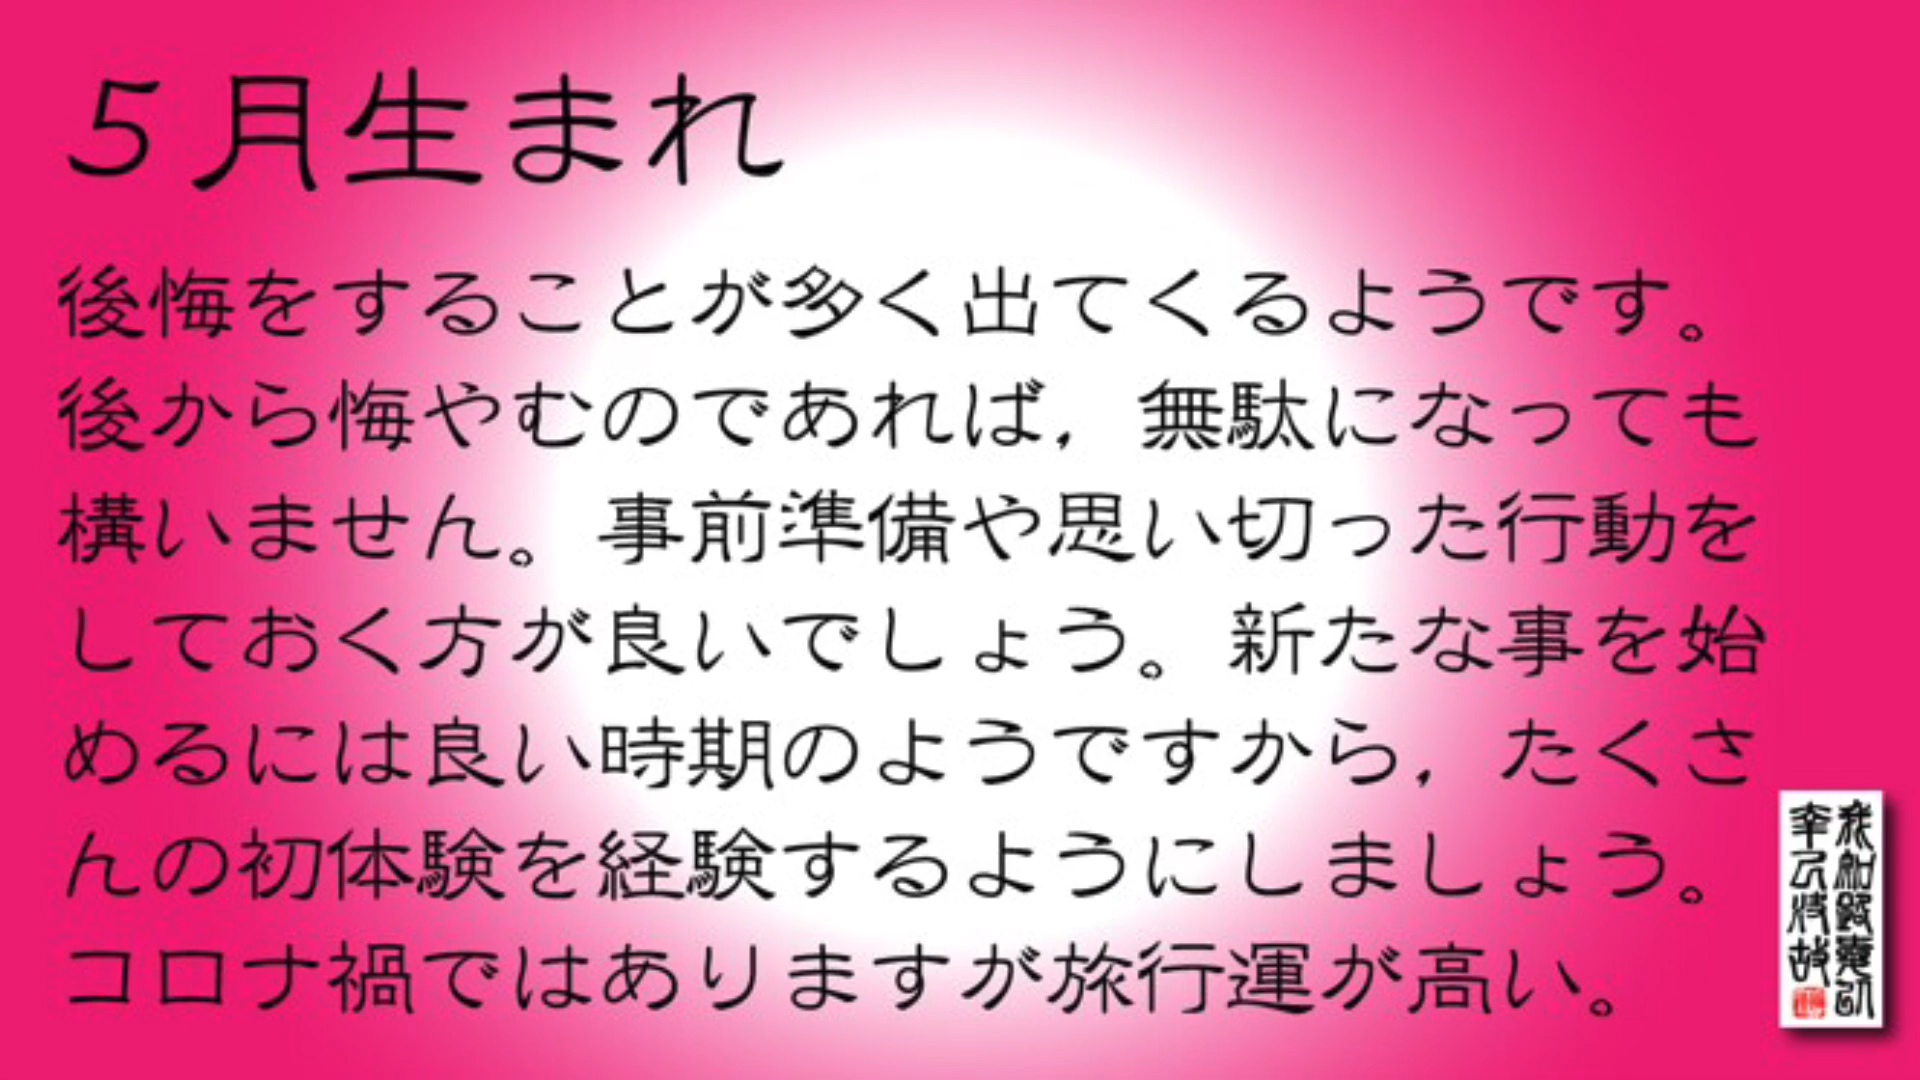 ５月生まれ
後悔をすることが多く出てくるようです。
後から悔やむのであれば，無駄になっても
構いません。事前準備や思い切った行動を
しておく方が良いでしょう。新たな事を始
めるには良い時期のようですから，たくさ
んの初体験を経験するようにしましょう。
コロナ禍ではありますが旅行運が高い。